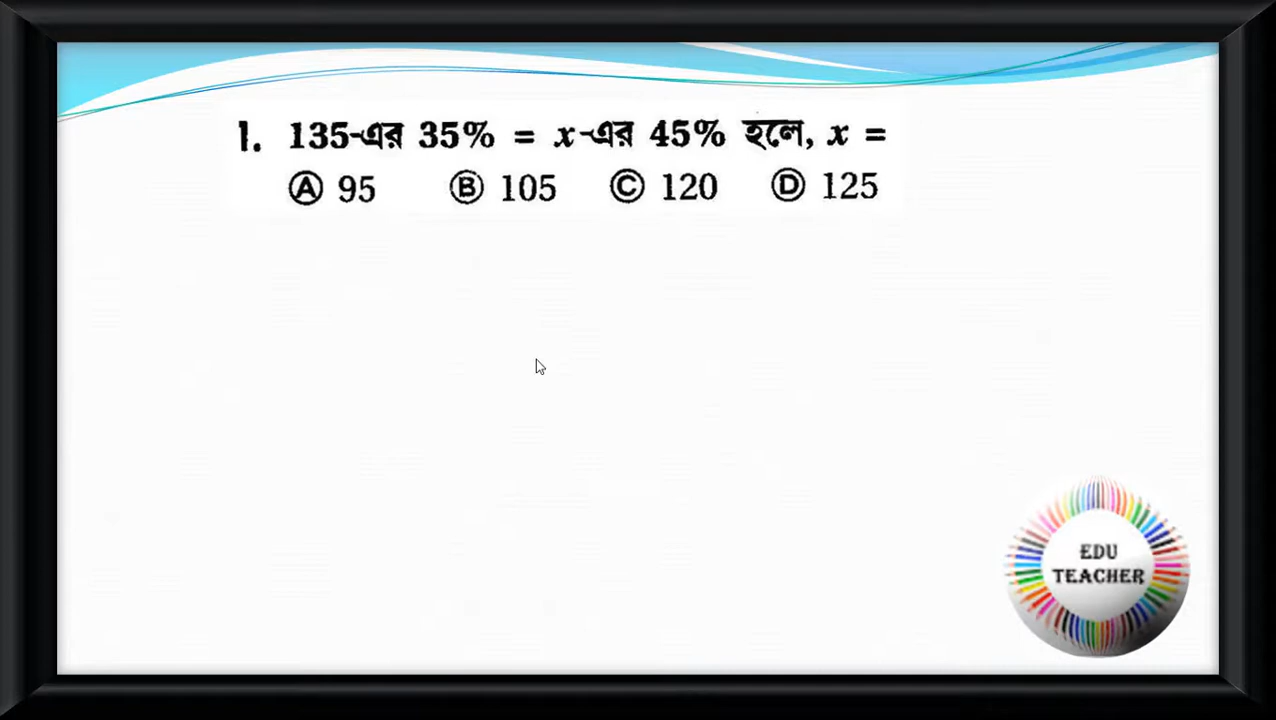 1. 135-এর 35% = x-এর 45% হলে, x =
Ⓐ 95 Ⓑ 105 Ⓒ 120 Ⓓ 125
EDU
TEACHER